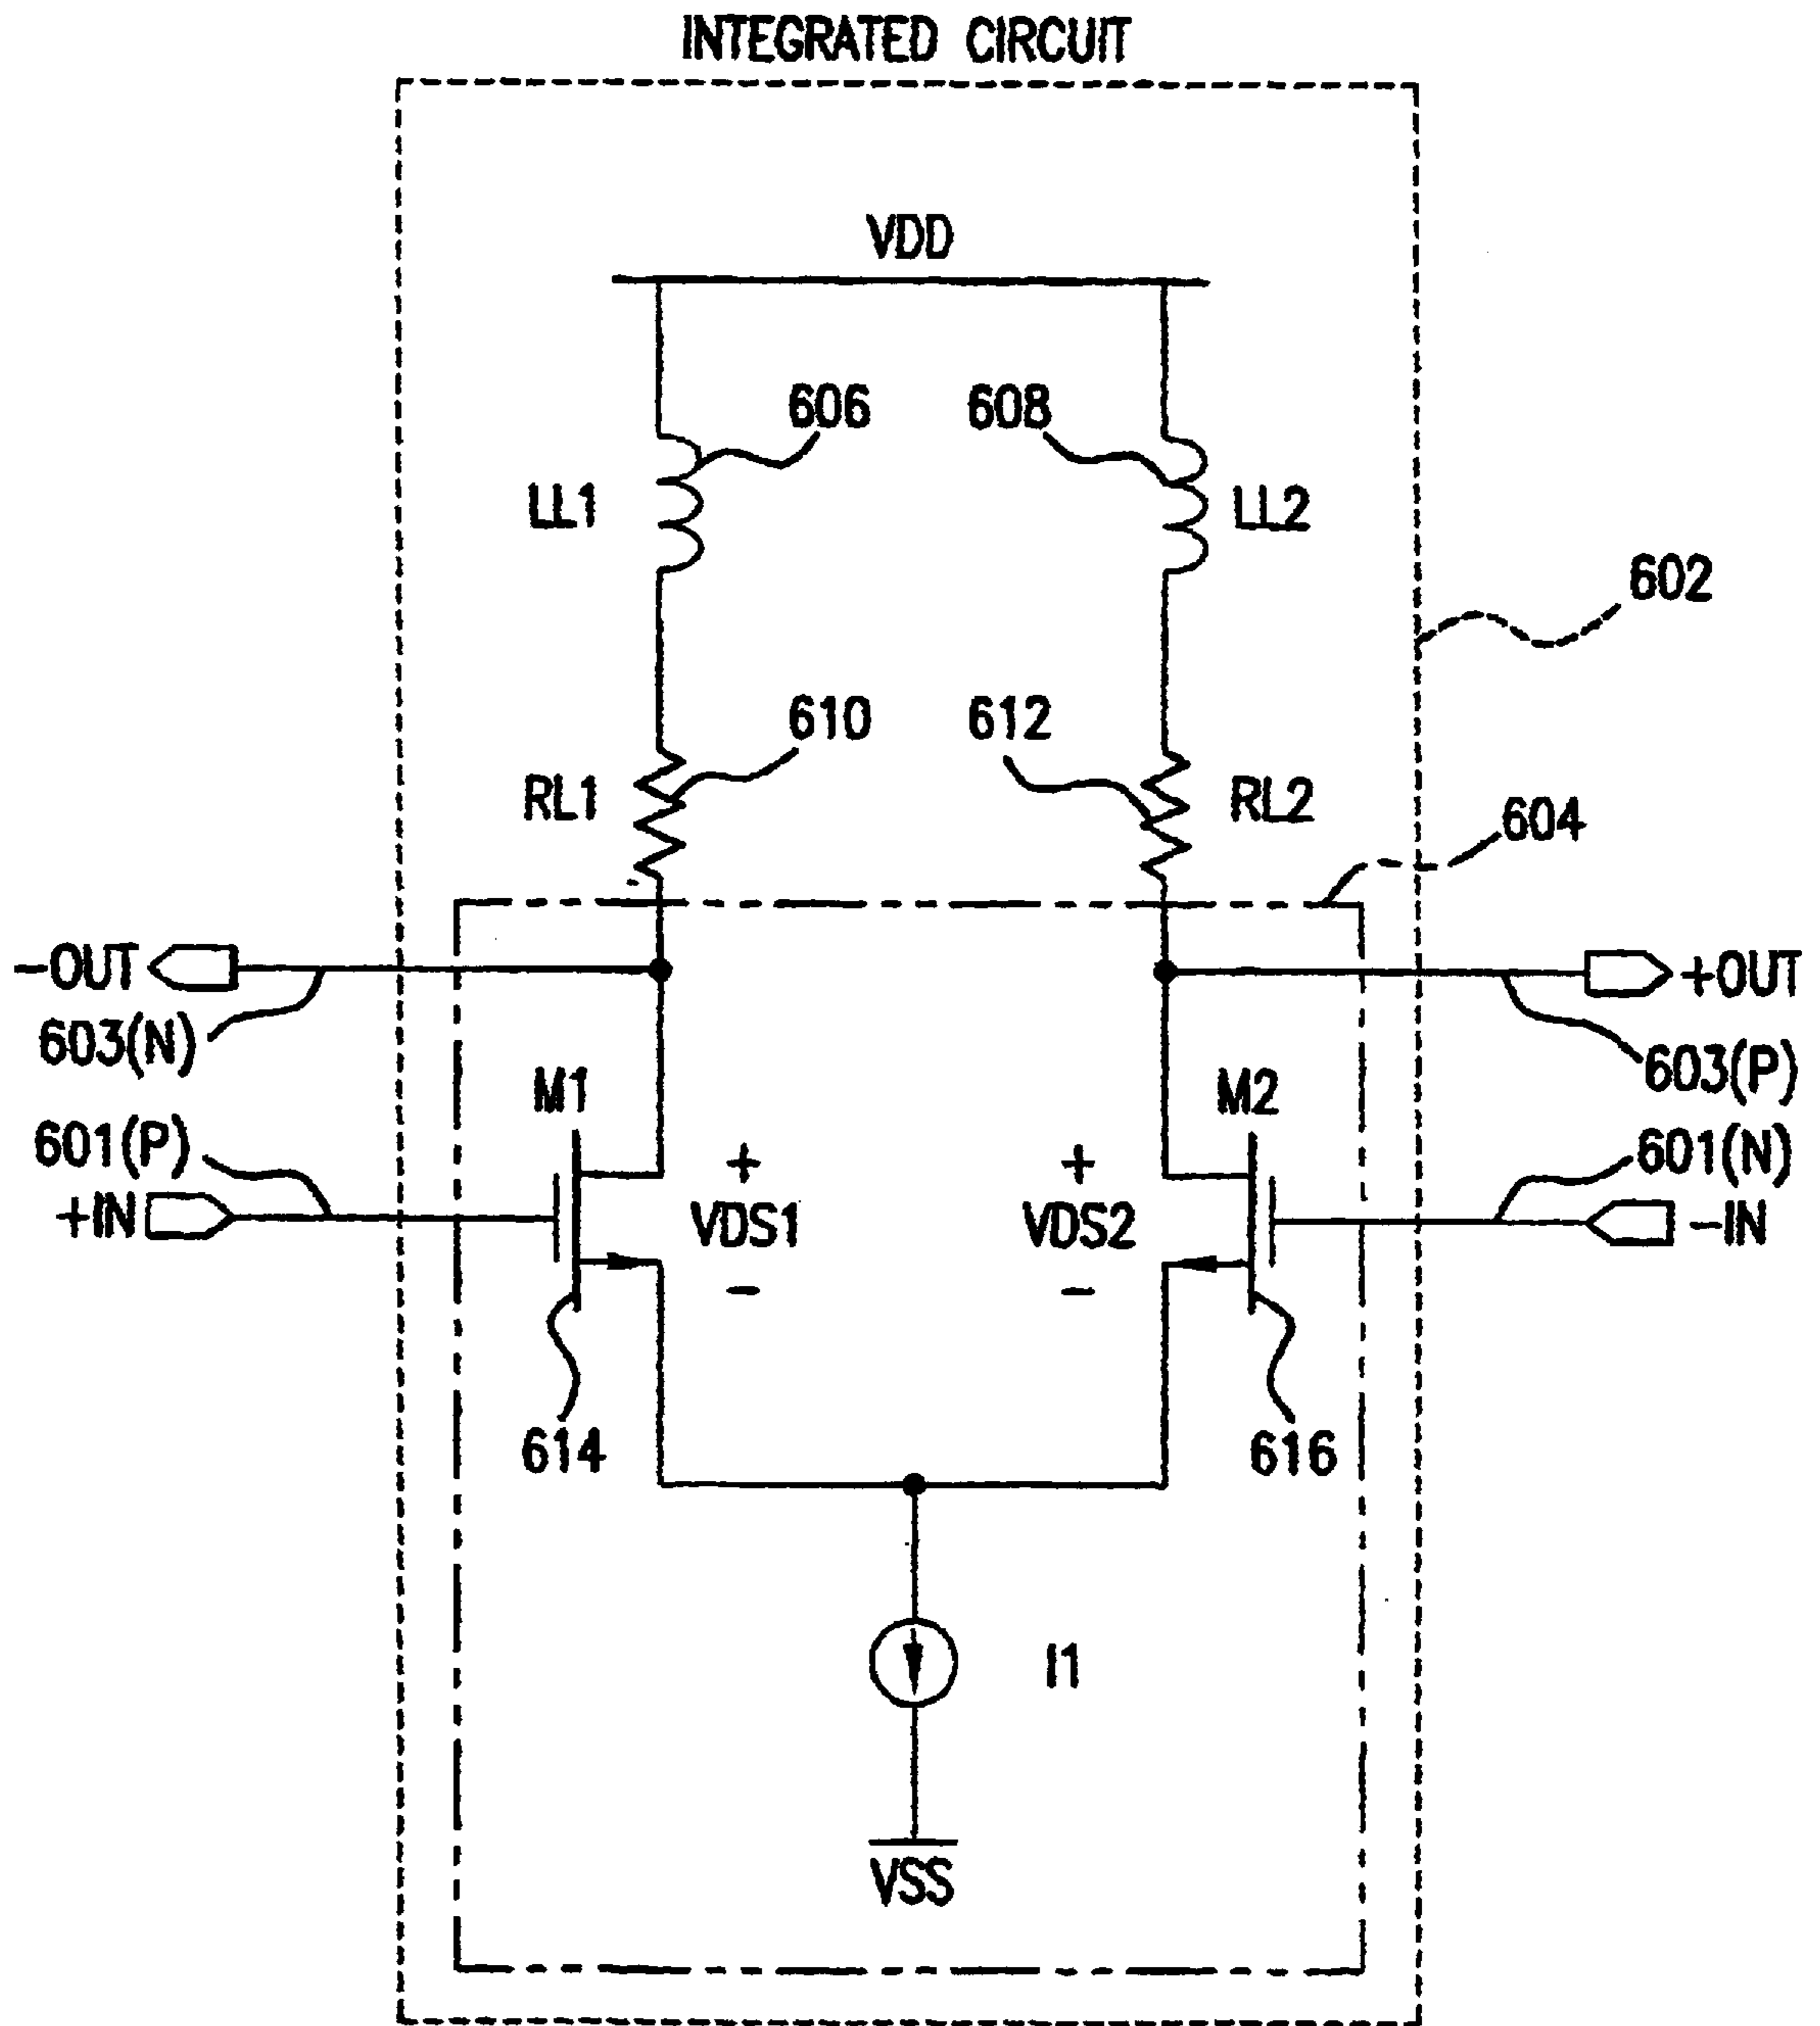 INTEGRATED CIRCUIT
VDD
606 608
LL1 LL2
602
610 612
RL1 RL2
604
-OUT +OUT
603(N) 603(P)
M1 M2
601(P) 601(N)
+ +
+IN VDS1 VDS2 -IN
- -
614 616
I1
VSS